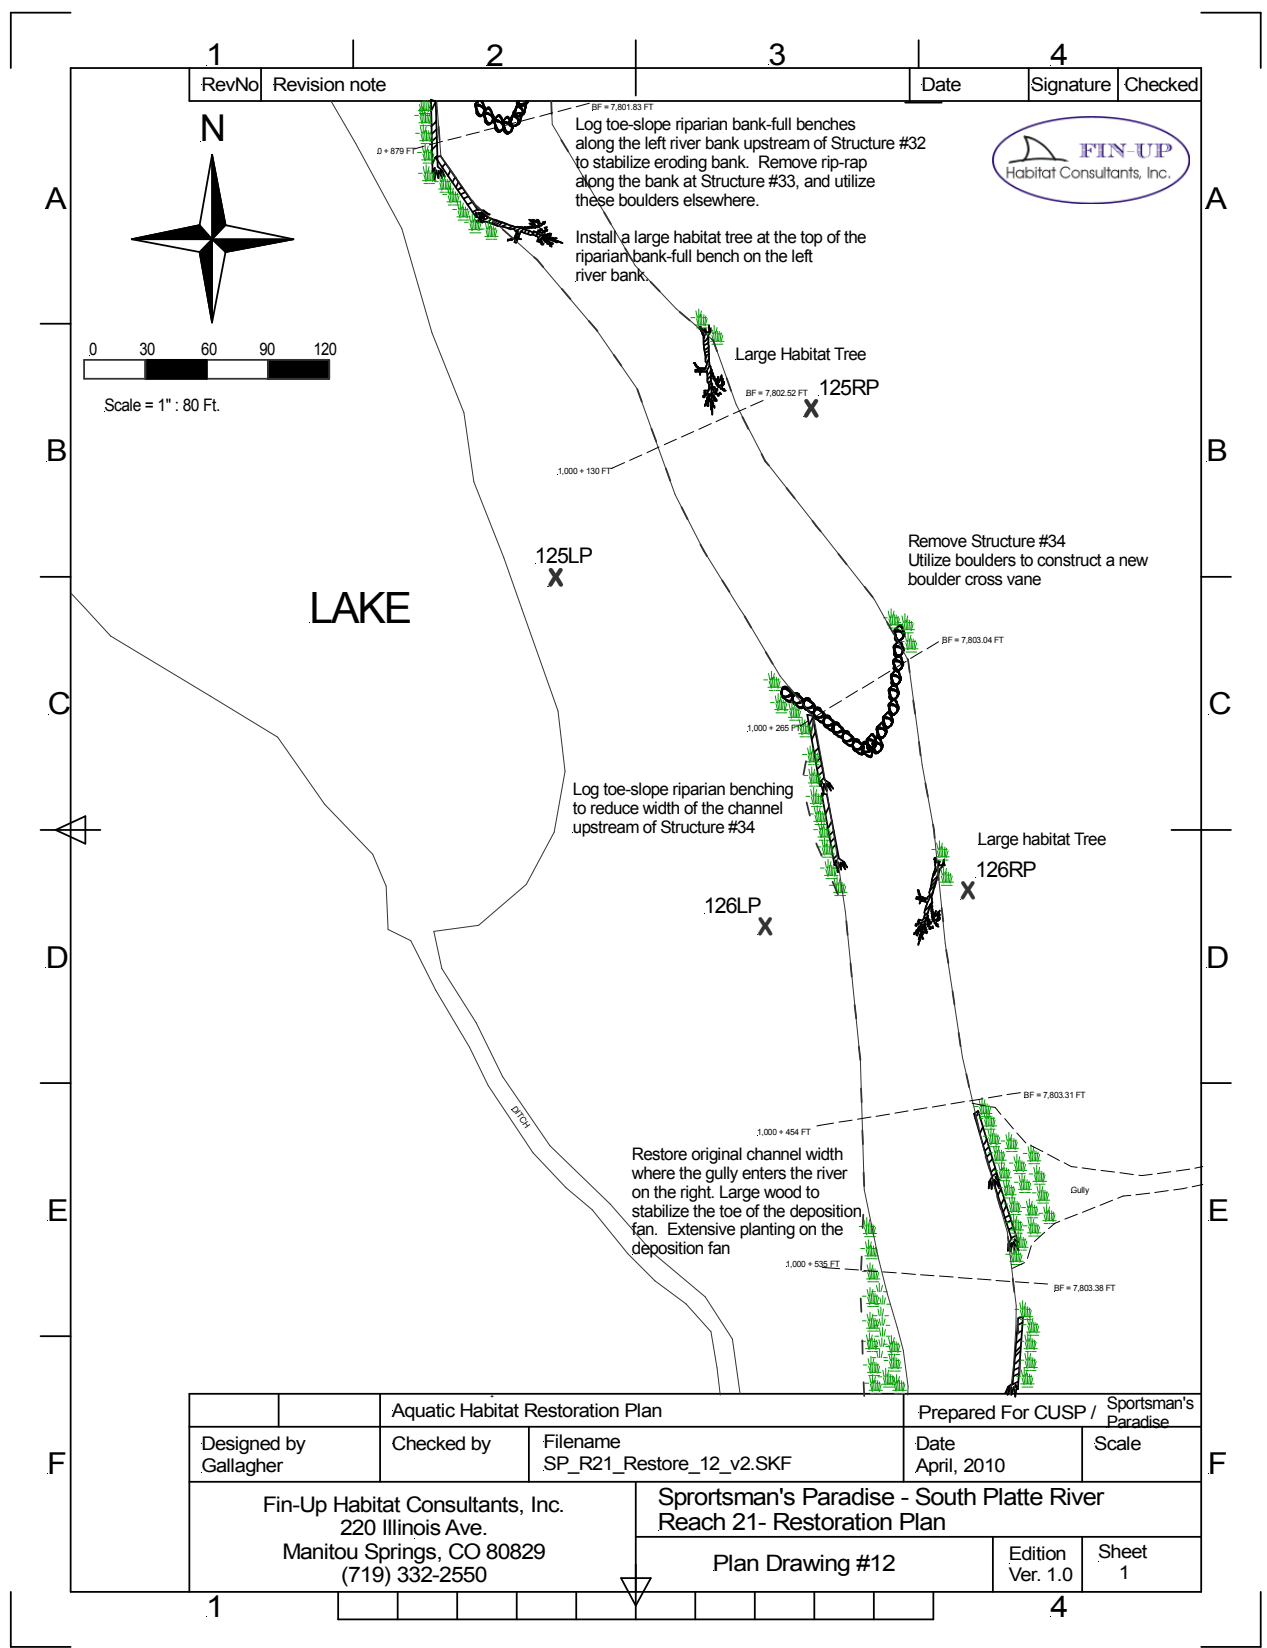 1
2
3
4
RevNo
Revision note
Date
Signature
Checked
N
BF = 7,801.83 FT
0 + 879 FT
Log toe-slope riparian bank-full benches
along the left river bank upstream of Structure #32
to stabilize eroding bank.  Remove rip-rap
along the bank at Structure #33, and utilize
these boulders elsewhere.
FIN-UP
Habitat Consultants, Inc.
A
A
Install a large habitat tree at the top of the
riparian bank-full bench on the left
river bank.
0 30 60 90 120
Scale = 1" : 80 Ft.
Large Habitat Tree
BF = 7,802.52 FT
125RP
X
B
B
1,000 + 130 FT
125LP
X
Remove Structure #34
Utilize boulders to construct a new
boulder cross vane
LAKE
BF = 7,803.04 FT
C
C
1,000 + 265 FT
Log toe-slope riparian benching
to reduce width of the channel
upstream of Structure #34
Large habitat Tree
126RP
X
126LP
X
D
D
BF = 7,803.31 FT
DITCH
1,000 + 454 FT
Restore original channel width
where the gully enters the river
on the right. Large wood to
stabilize the toe of the deposition
fan.  Extensive planting on the
deposition fan
Gully
E
E
1,000 + 535 FT
BF = 7,803.38 FT
Aquatic Habitat Restoration Plan
Prepared For CUSP /
Sportsman's
Paradise
Designed by
Gallagher
Checked by
Filename
SP_R21_Restore_12_v2.SKF
Date
April, 2010
Scale
F
F
Fin-Up Habitat Consultants, Inc.
220 Illinois Ave.
Manitou Springs, CO 80829
(719) 332-2550
Sprortsman's Paradise - South Platte River
Reach 21- Restoration Plan
Plan Drawing #12
Edition
Ver. 1.0
Sheet
1
1
4